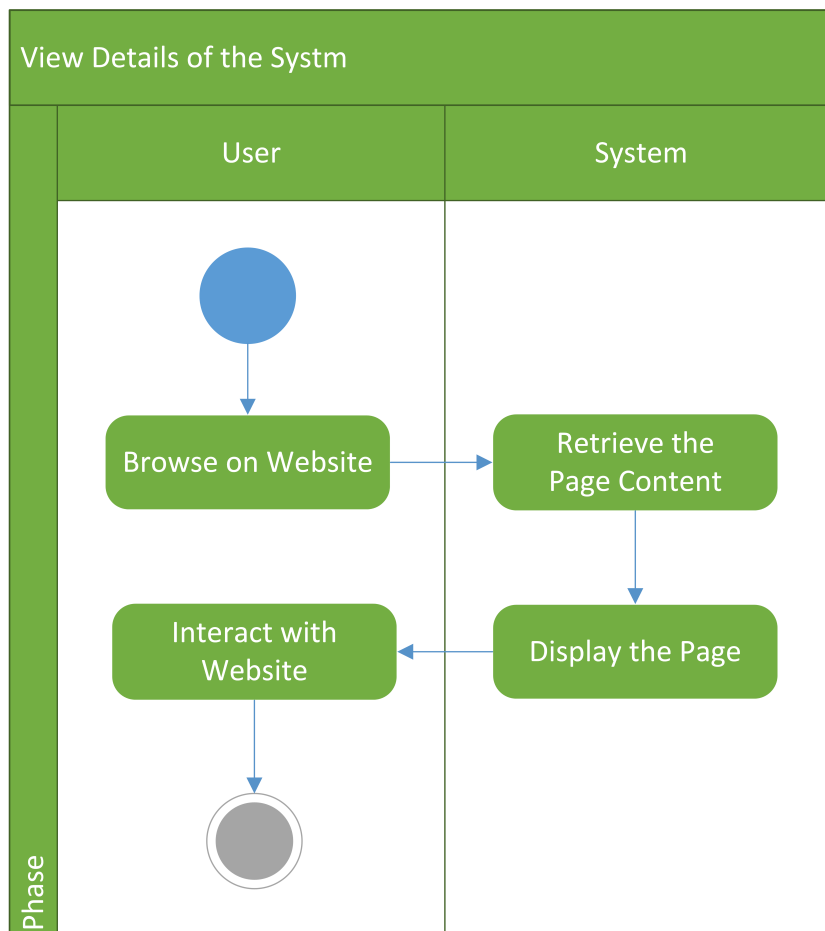 View Details of the Systm
User
System
Browse on Website
Retrieve the
Page Content
Interact with
Website
Display the Page
Phase